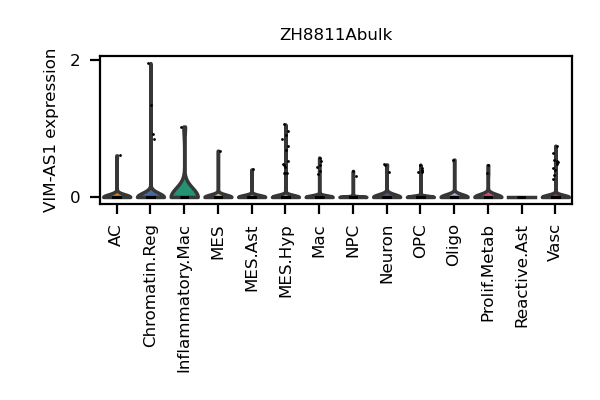 ZH8811Abulk
VIM-AS1 expression
2
0
AC
Chromatin.Reg
Inflammatory.Mac
MES
MES.Ast
MES.Hyp
Mac
NPC
Neuron
OPC
Oligo
Prolif.Metab
Reactive.Ast
Vasc